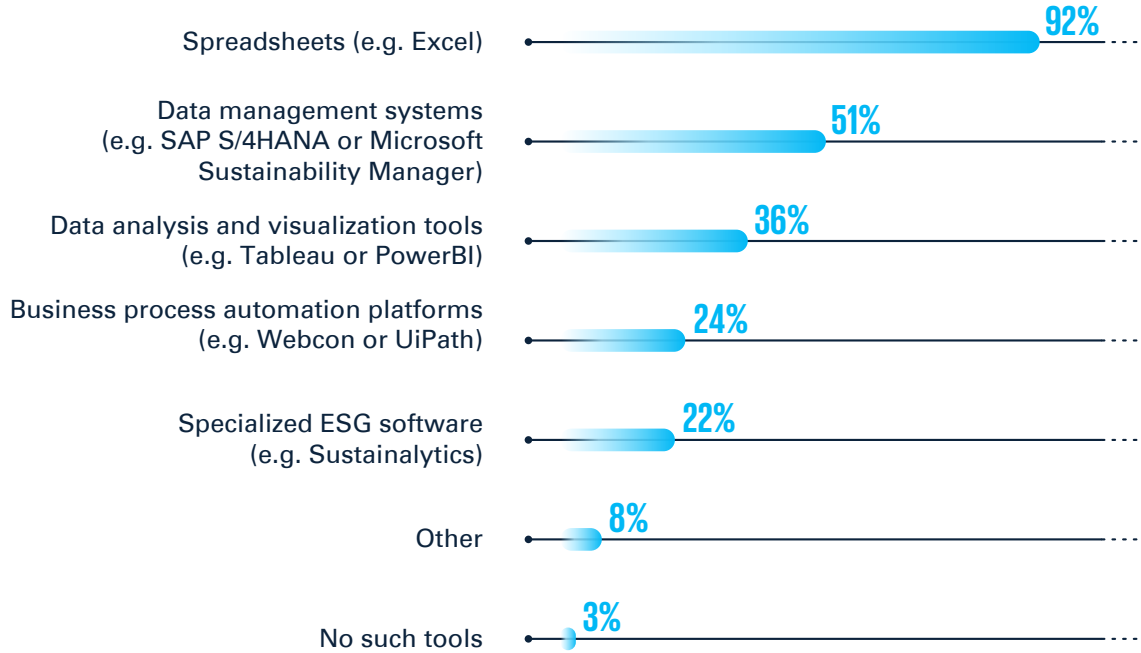 Spreadsheets (e.g. Excel)
92%
Data management systems
(e.g. SAP S/4HANA or Microsoft
Sustainability Manager)
51%
Data analysis and visualization tools
(e.g. Tableau or PowerBI)
36%
Business process automation platforms
(e.g. Webcon or UiPath)
24%
Specialized ESG software
(e.g. Sustainalytics)
22%
Other
8%
No such tools
3%